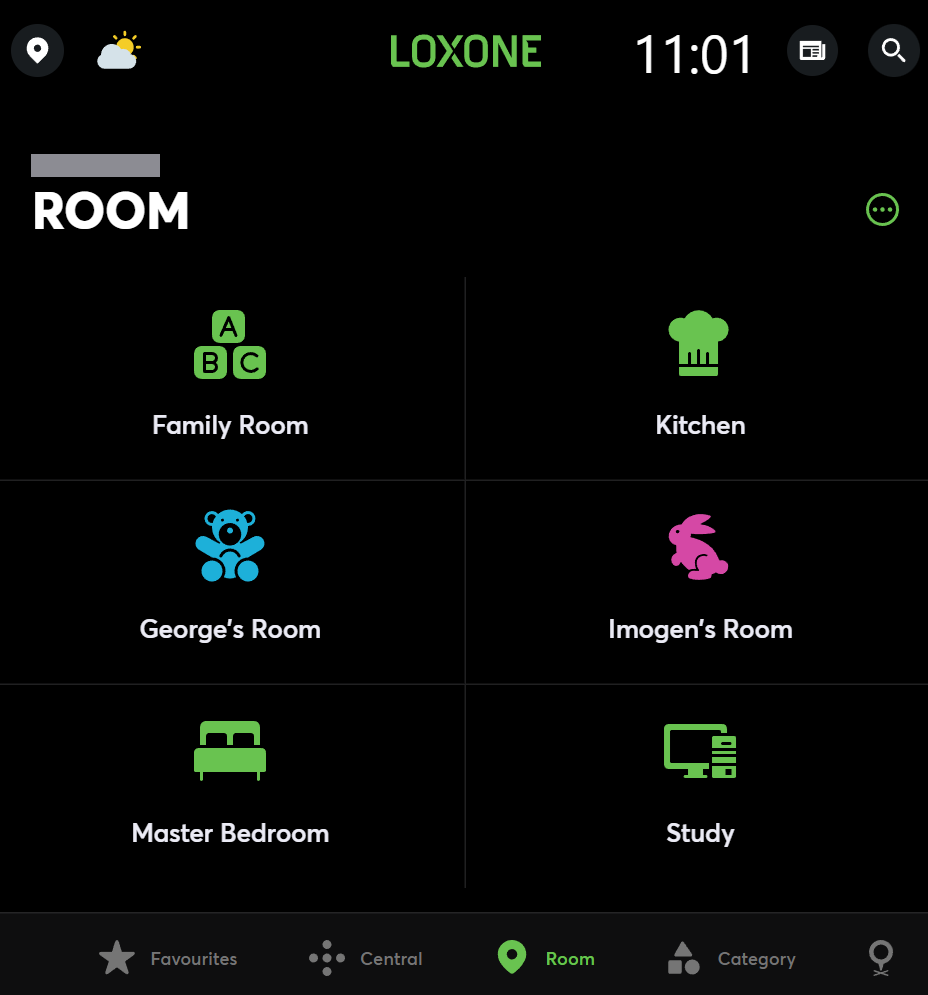 LOXONE
11:01
ROOM
A
B C
Family Room
Kitchen
George's Room
Imogen's Room
Master Bedroom
Study
Favourites
Central
Room
Category